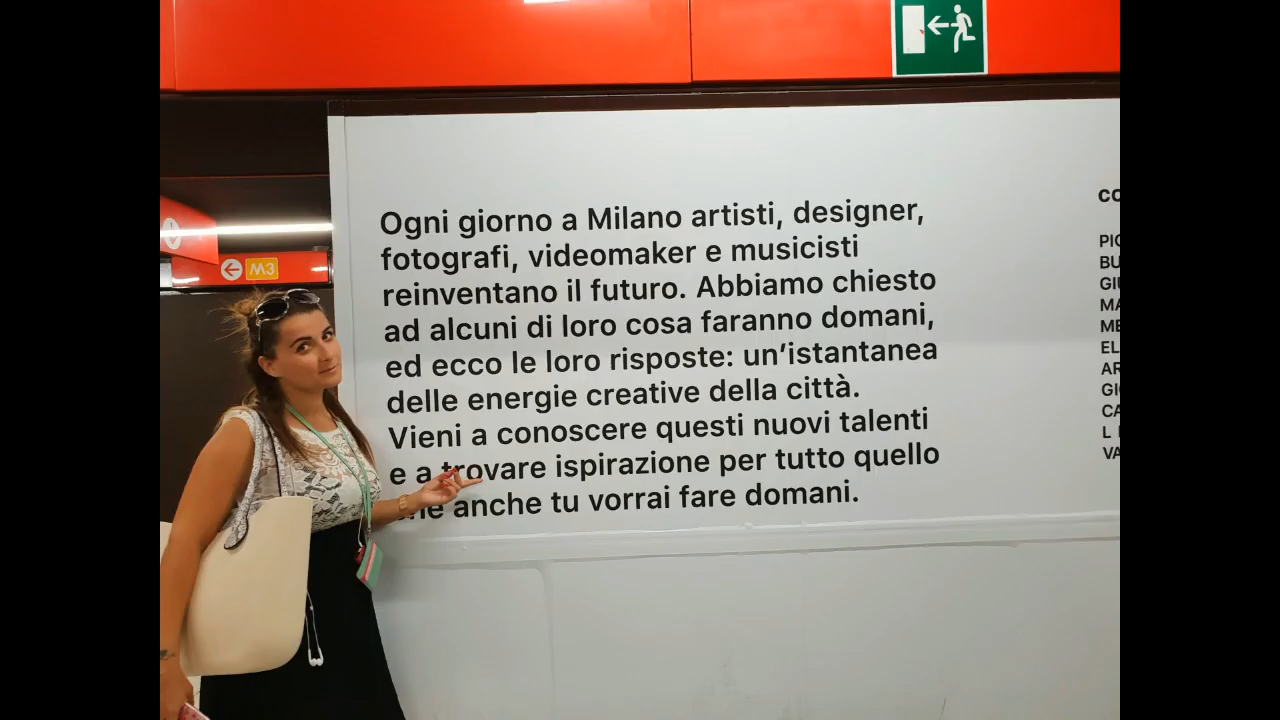 M3
Ogni giorno a Milano artisti, designer,
fotografi, videomaker e musicisti
reinventano il futuro. Abbiamo chiesto
ad alcuni di loro cosa faranno domani,
ed ecco le loro risposte: un’istantanea
delle energie creative della città.
Vieni a conoscere questi nuovi talenti
e a trovare ispirazione per tutto quello
che anche tu vorrai fare domani.